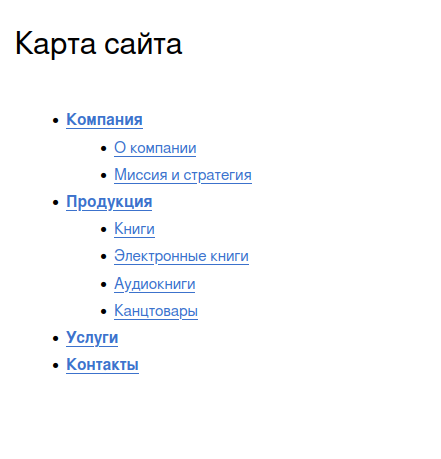 Карта сайта
Компания
О компании
Миссия и стратегия
Продукция
Книги
Электронные книги
Аудиокниги
Канцтовары
Услуги
Контакты